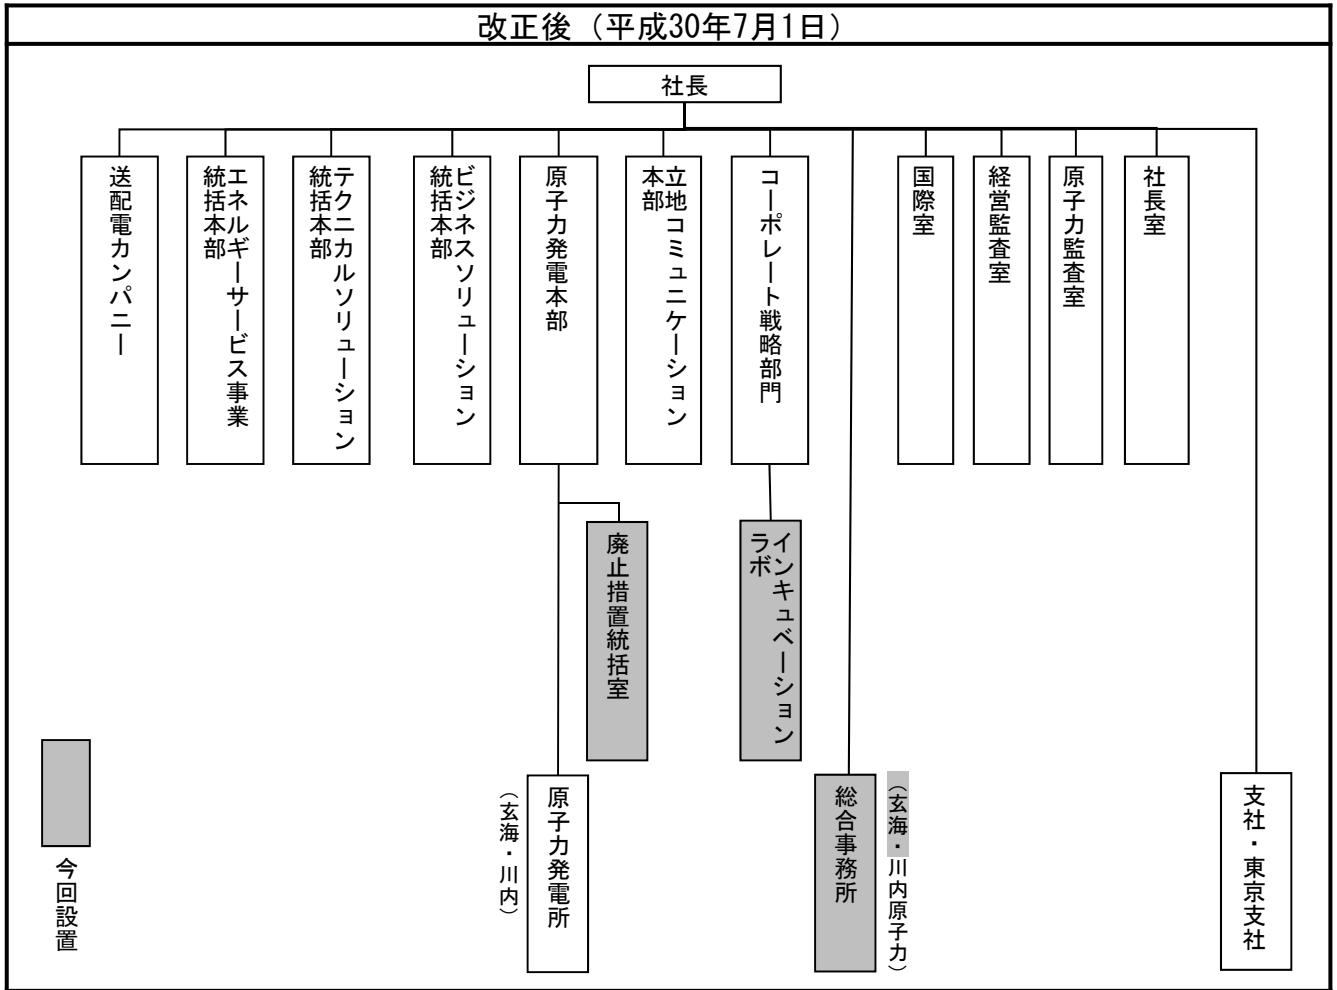 改正後（平成30年7月1日）
社長
送配電カンパニー
エネルギーサービス事業
統括本部
テクニカルソリューション
統括本部
ビジネスソリューション
統括本部
原子力発電本部
立地コミュニケーション
本部
コーポレート戦略部門
国際室
経営監査室
原子力監査室
社長室
廃止措置統括室
インキュベーション
ラボ
今回設置
原子力発電所
（玄海・川内）
総合事務所
（玄海・川内原子力）
支社・東京支社